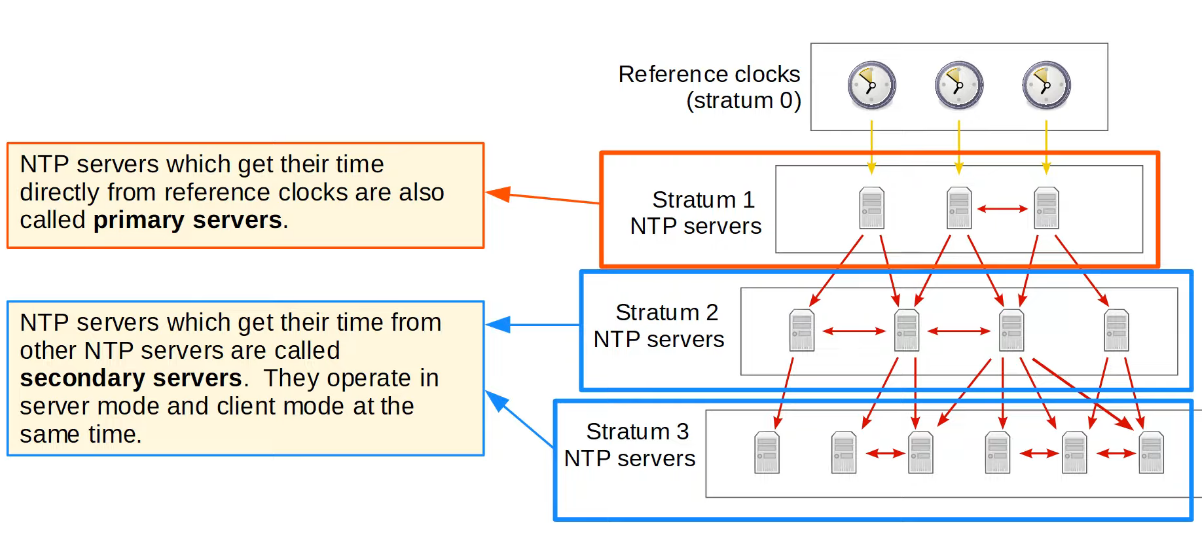 Reference clocks
(stratum 0)
NTP servers which get their time
directly from reference clocks are also
called primary servers.
Stratum 1
NTP servers
NTP servers which get their time from
other NTP servers are called
secondary servers.  They operate in
server mode and client mode at the
same time.
Stratum 2
NTP servers
Stratum 3
NTP servers